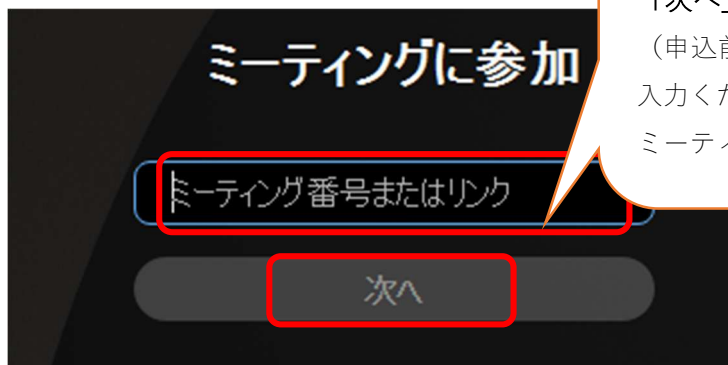 ミーティングに参加
ミーティング番号またはリンク
次へ
「次へ」
（申込前
入力くだ
ミーティ